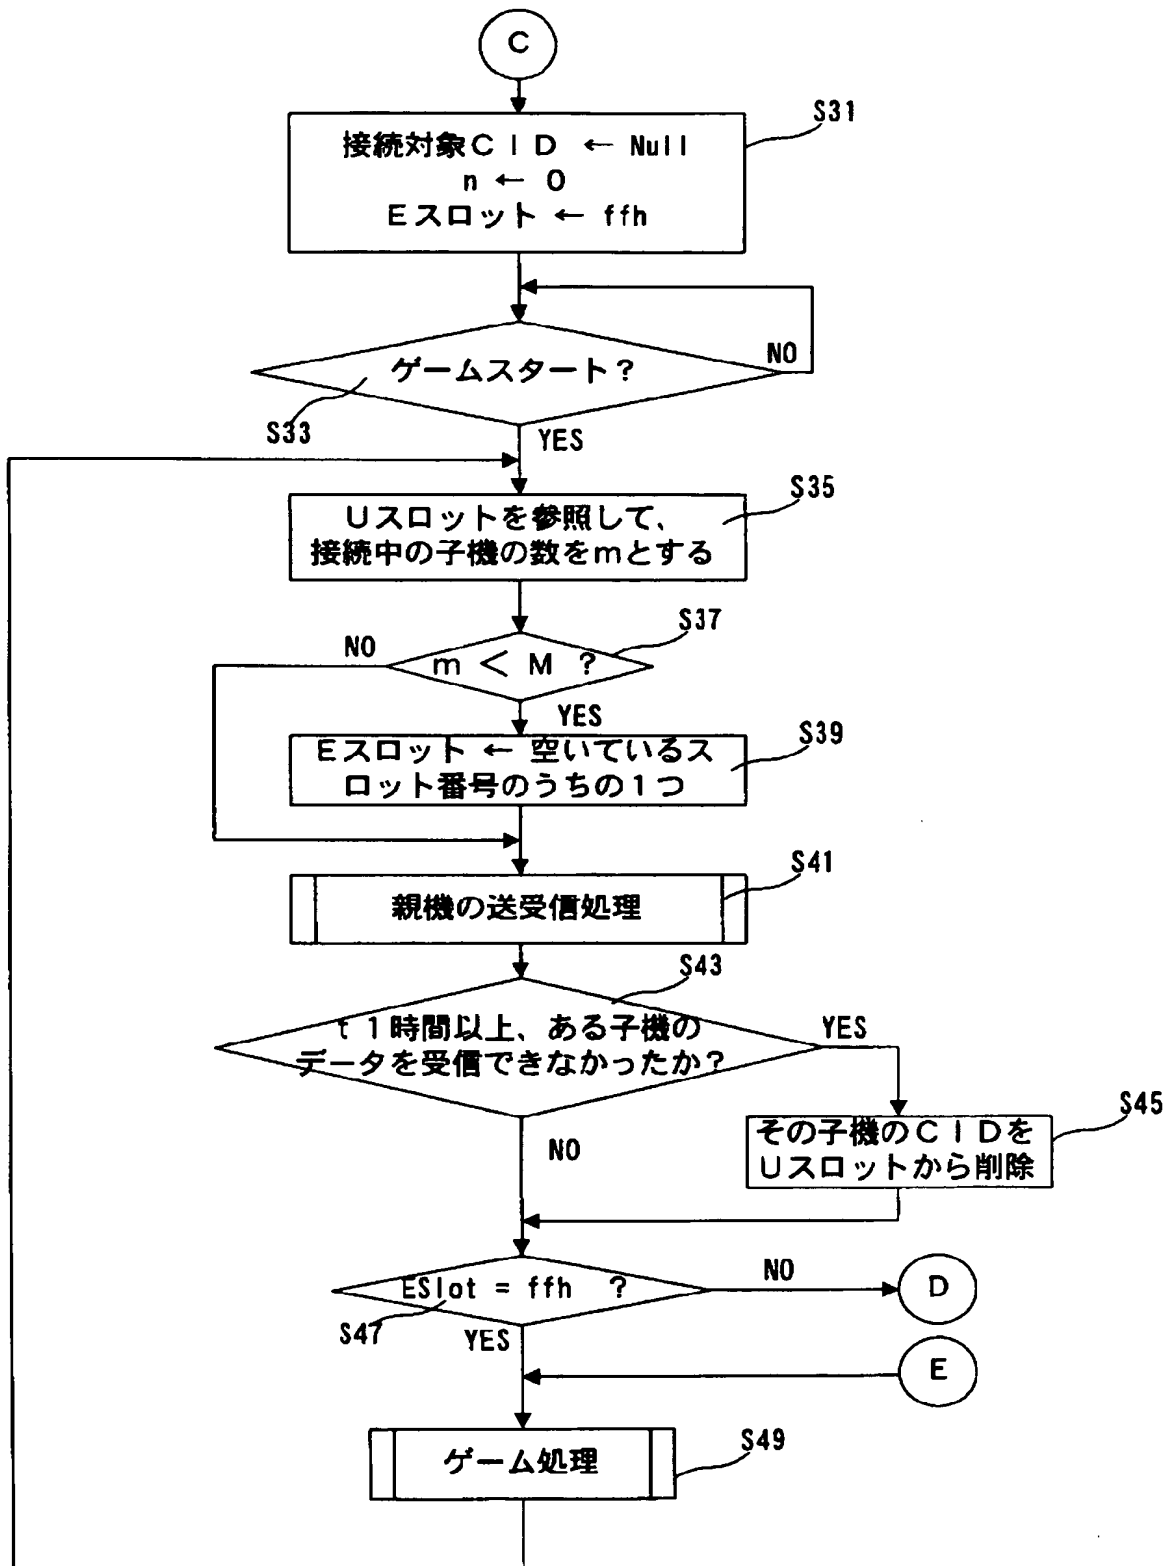 C
S31
接続対象CID ← Null
n ← 0
Eスロット ← ffh
ゲームスタート?
NO
S33
YES
S35
Uスロットを参照して、
接続中の子機の数をmとする
S37
NO
m < M ?
YES
S39
Eスロット ← 空いているス
ロット番号のうちの1つ
S41
親機の送受信処理
S43
t1時間以上、ある子機の
データを受信できなかったか?
YES
NO
S45
その子機のCIDを
Uスロットから削除
ESlot = ffh ?
NO
D
S47
YES
E
S49
ゲーム処理